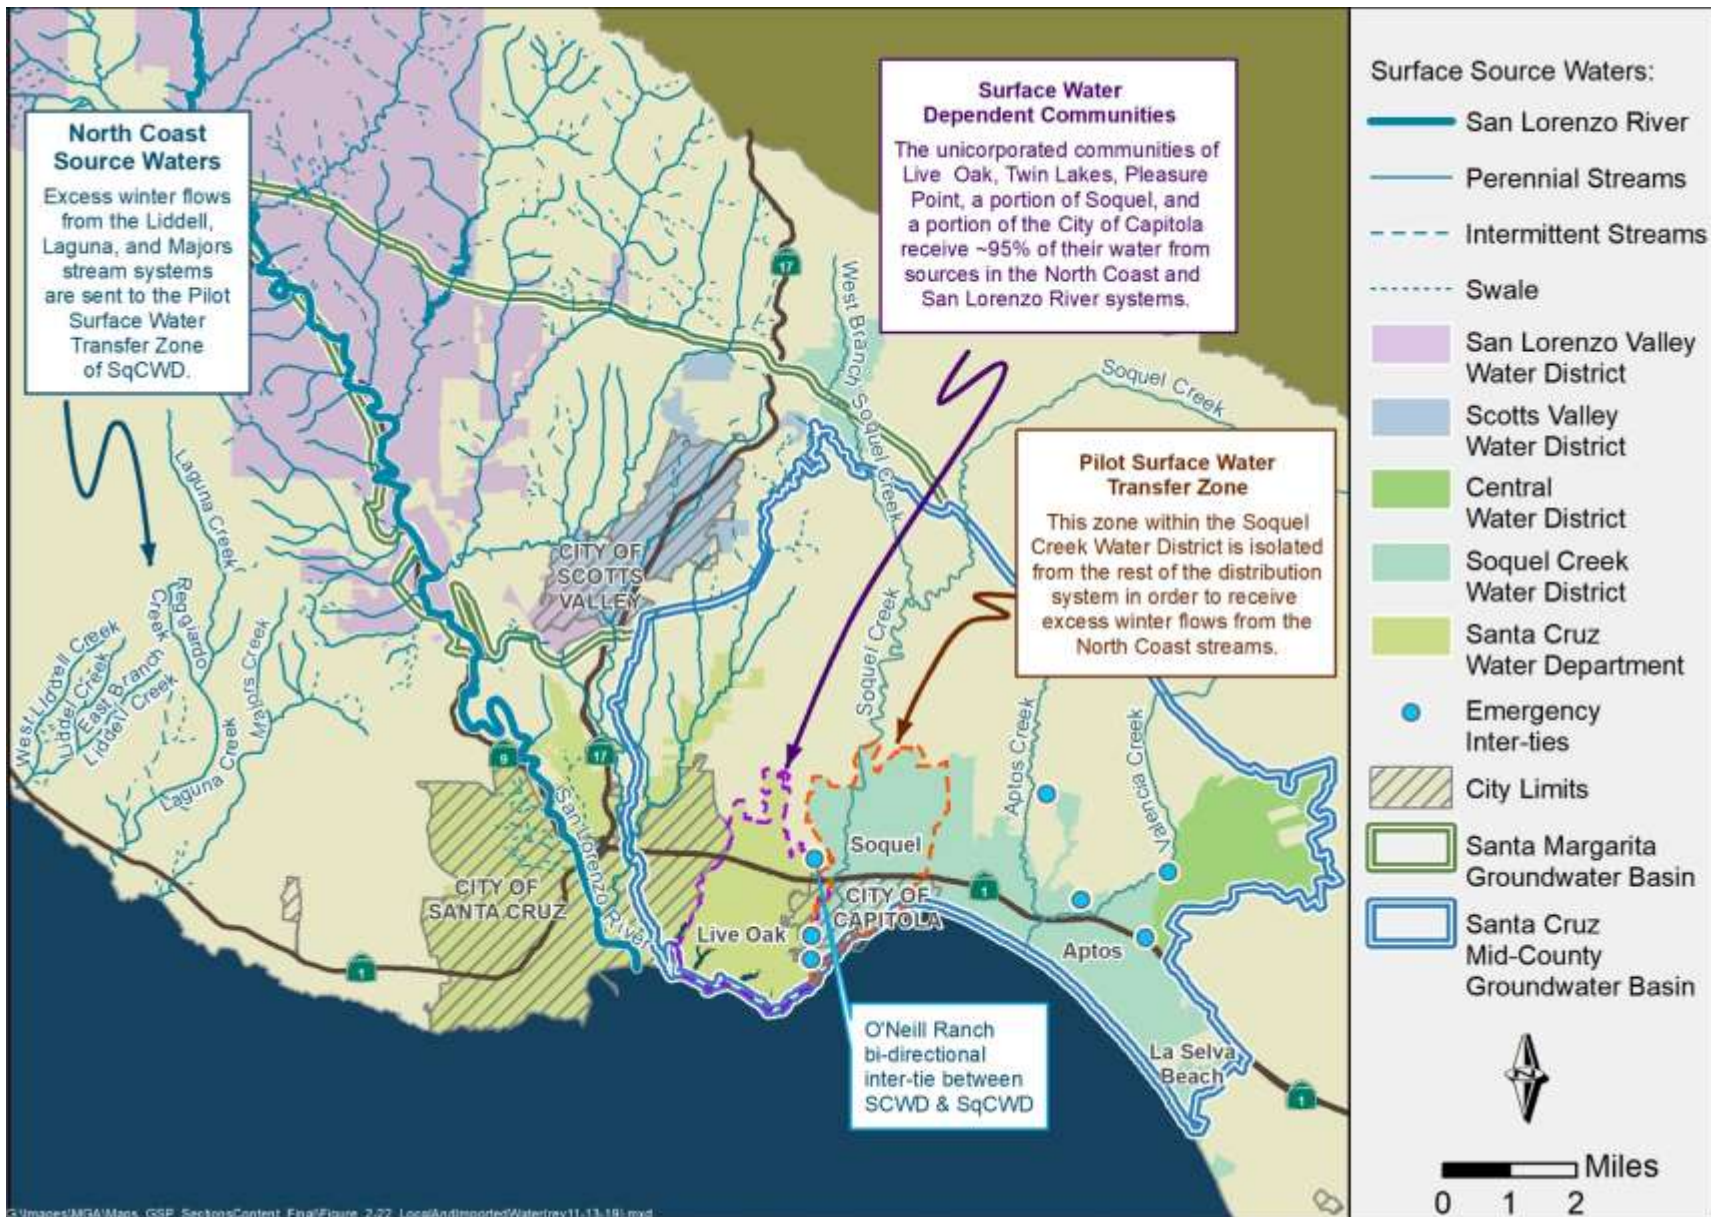 North Coast
Source Waters
Excess winter flows
from the Liddell,
Laguna, and Majors
stream systems
are sent to the Pilot
Surface Water
Transfer Zone
of SqCWD.
Surface Water
Dependent Communities
The unicorporated communities of
Live Oak, Twin Lakes, Pleasure
Point, a portion of Soquel, and
a portion of the City of Capitola
receive ~95% of their water from
sources in the North Coast and
San Lorenzo River systems.
Pilot Surface Water
Transfer Zone
This zone within the Soquel
Creek Water District is isolated
from the rest of the distribution
system in order to receive
excess winter flows from the
North Coast streams.
O'Neill Ranch
bi-directional
inter-tie between
SCWD & SqCWD
17
West Branch Soquel Creek
Soquel Creek
Laguna Creek
Reggiardo
Creek
Majors Creek
West Liddell Creek
Liddell Creek
East Branch
Liddell Creek
Laguna Creek
CITY OF
SCOTTS
VALLEY
Soquel Creek
Aptos Creek
Valencia Creek
9
17
San Lorenzo River
CITY OF
SANTA CRUZ
Soquel
CITY OF
CAPITOLA
Live Oak
Aptos
La Selva
Beach
1
1
1
Surface Source Waters:
San Lorenzo River
Perennial Streams
Intermittent Streams
Swale
San Lorenzo Valley
Water District
Scotts Valley
Water District
Central
Water District
Soquel Creek
Water District
Santa Cruz
Water Department
Emergency
Inter-ties
City Limits
Santa Margarita
Groundwater Basin
Santa Cruz
Mid-County
Groundwater Basin
Miles
0 1 2
G:\Images\MGA\Maps_GSP_SectionsContent_Final\Figure_2-22_LocalAndImportedWater(rev11-13-19).mxd